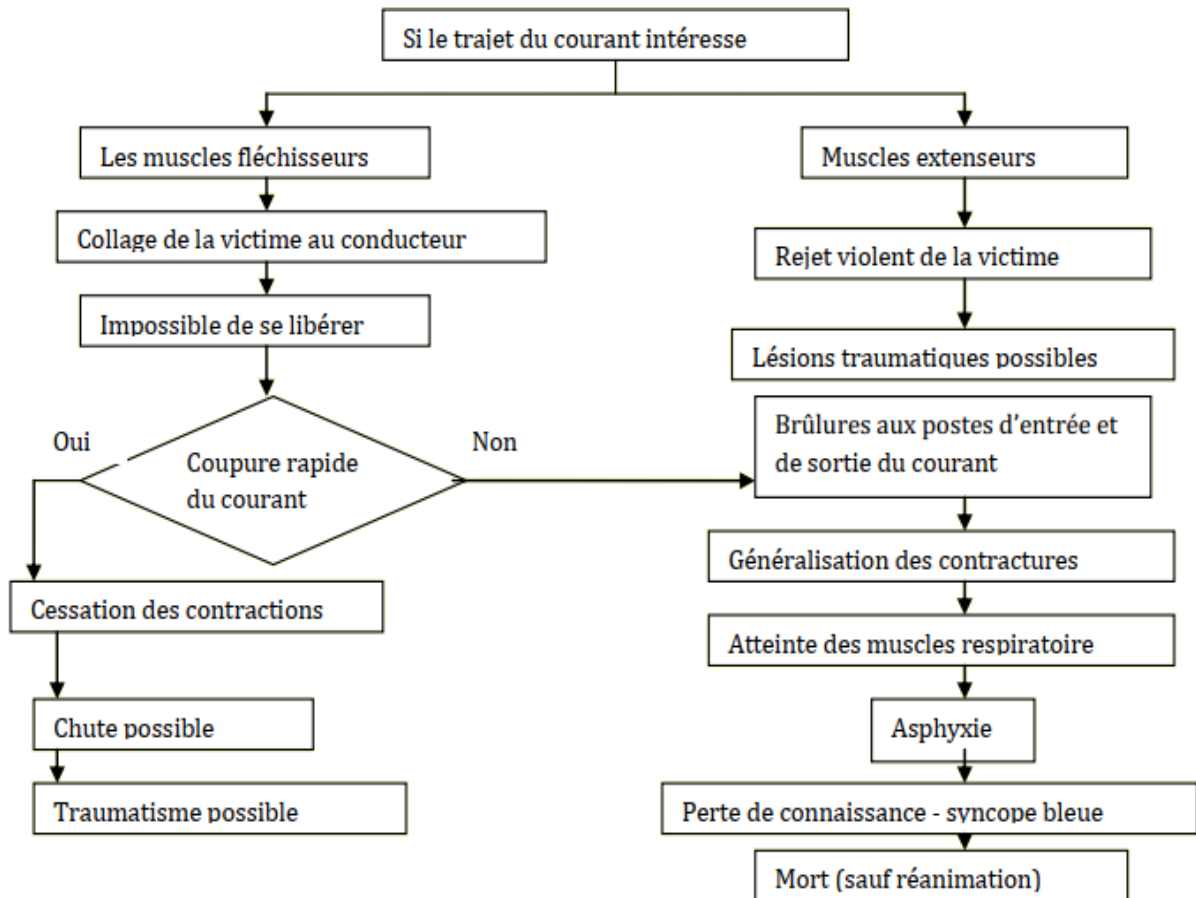 Si le trajet du courant intéresse
Les muscles fléchisseurs
Muscles extenseurs
Collage de la victime au conducteur
Rejet violent de la victime
Impossible de se libérer
Lésions traumatiques possibles
Oui
Coupure rapide
du courant
Non
Brûlures aux postes d'entrée et
de sortie du courant
Généralisation des contractures
Cessation des contractions
Atteinte des muscles respiratoire
Chute possible
Asphyxie
Traumatisme possible
Perte de connaissance - syncope bleue
Mort (sauf réanimation)